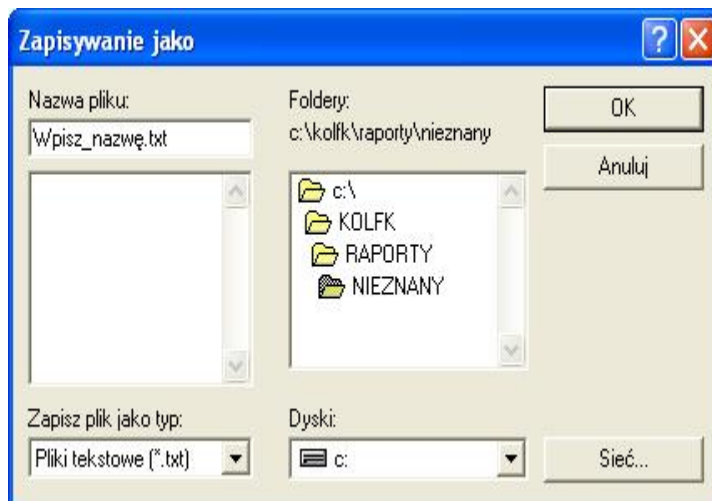 Zapisywanie jako
Nazwa pliku:
Wpisz_nazwę.txt
Foldery:
c:\kolfk\raporty\nieznany
c:\
KOLFK
RAPORTY
NIEZNANY
OK
Anuluj
Zapisz plik jako typ:
Pliki tekstowe (*.txt)
Dyski:
c:
Sieć...